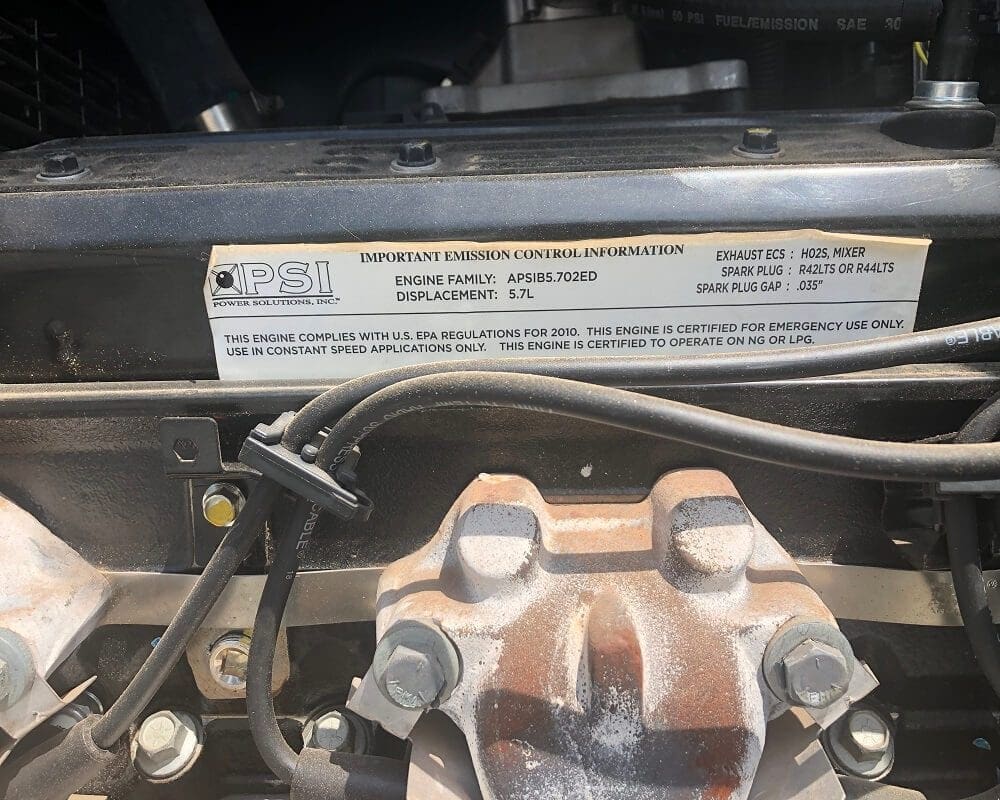 50 PSI FUEL/EMISSION SAE 30
PSI
POWER SOLUTIONS, INC.™
IMPORTANT EMISSION CONTROL INFORMATION
ENGINE FAMILY: APSIB5.702ED
DISPLACEMENT: 5.7L
EXHAUST ECS : HO2S, MIXER
SPARK PLUG : R42LTS OR R44LTS
SPARK PLUG GAP : .035”
THIS ENGINE COMPLIES WITH U.S. EPA REGULATIONS FOR 2010. THIS ENGINE IS CERTIFIED FOR EMERGENCY USE ONLY.
USE IN CONSTANT SPEED APPLICATIONS ONLY. THIS ENGINE IS CERTIFIED TO OPERATE ON NG OR LPG.
CABLE